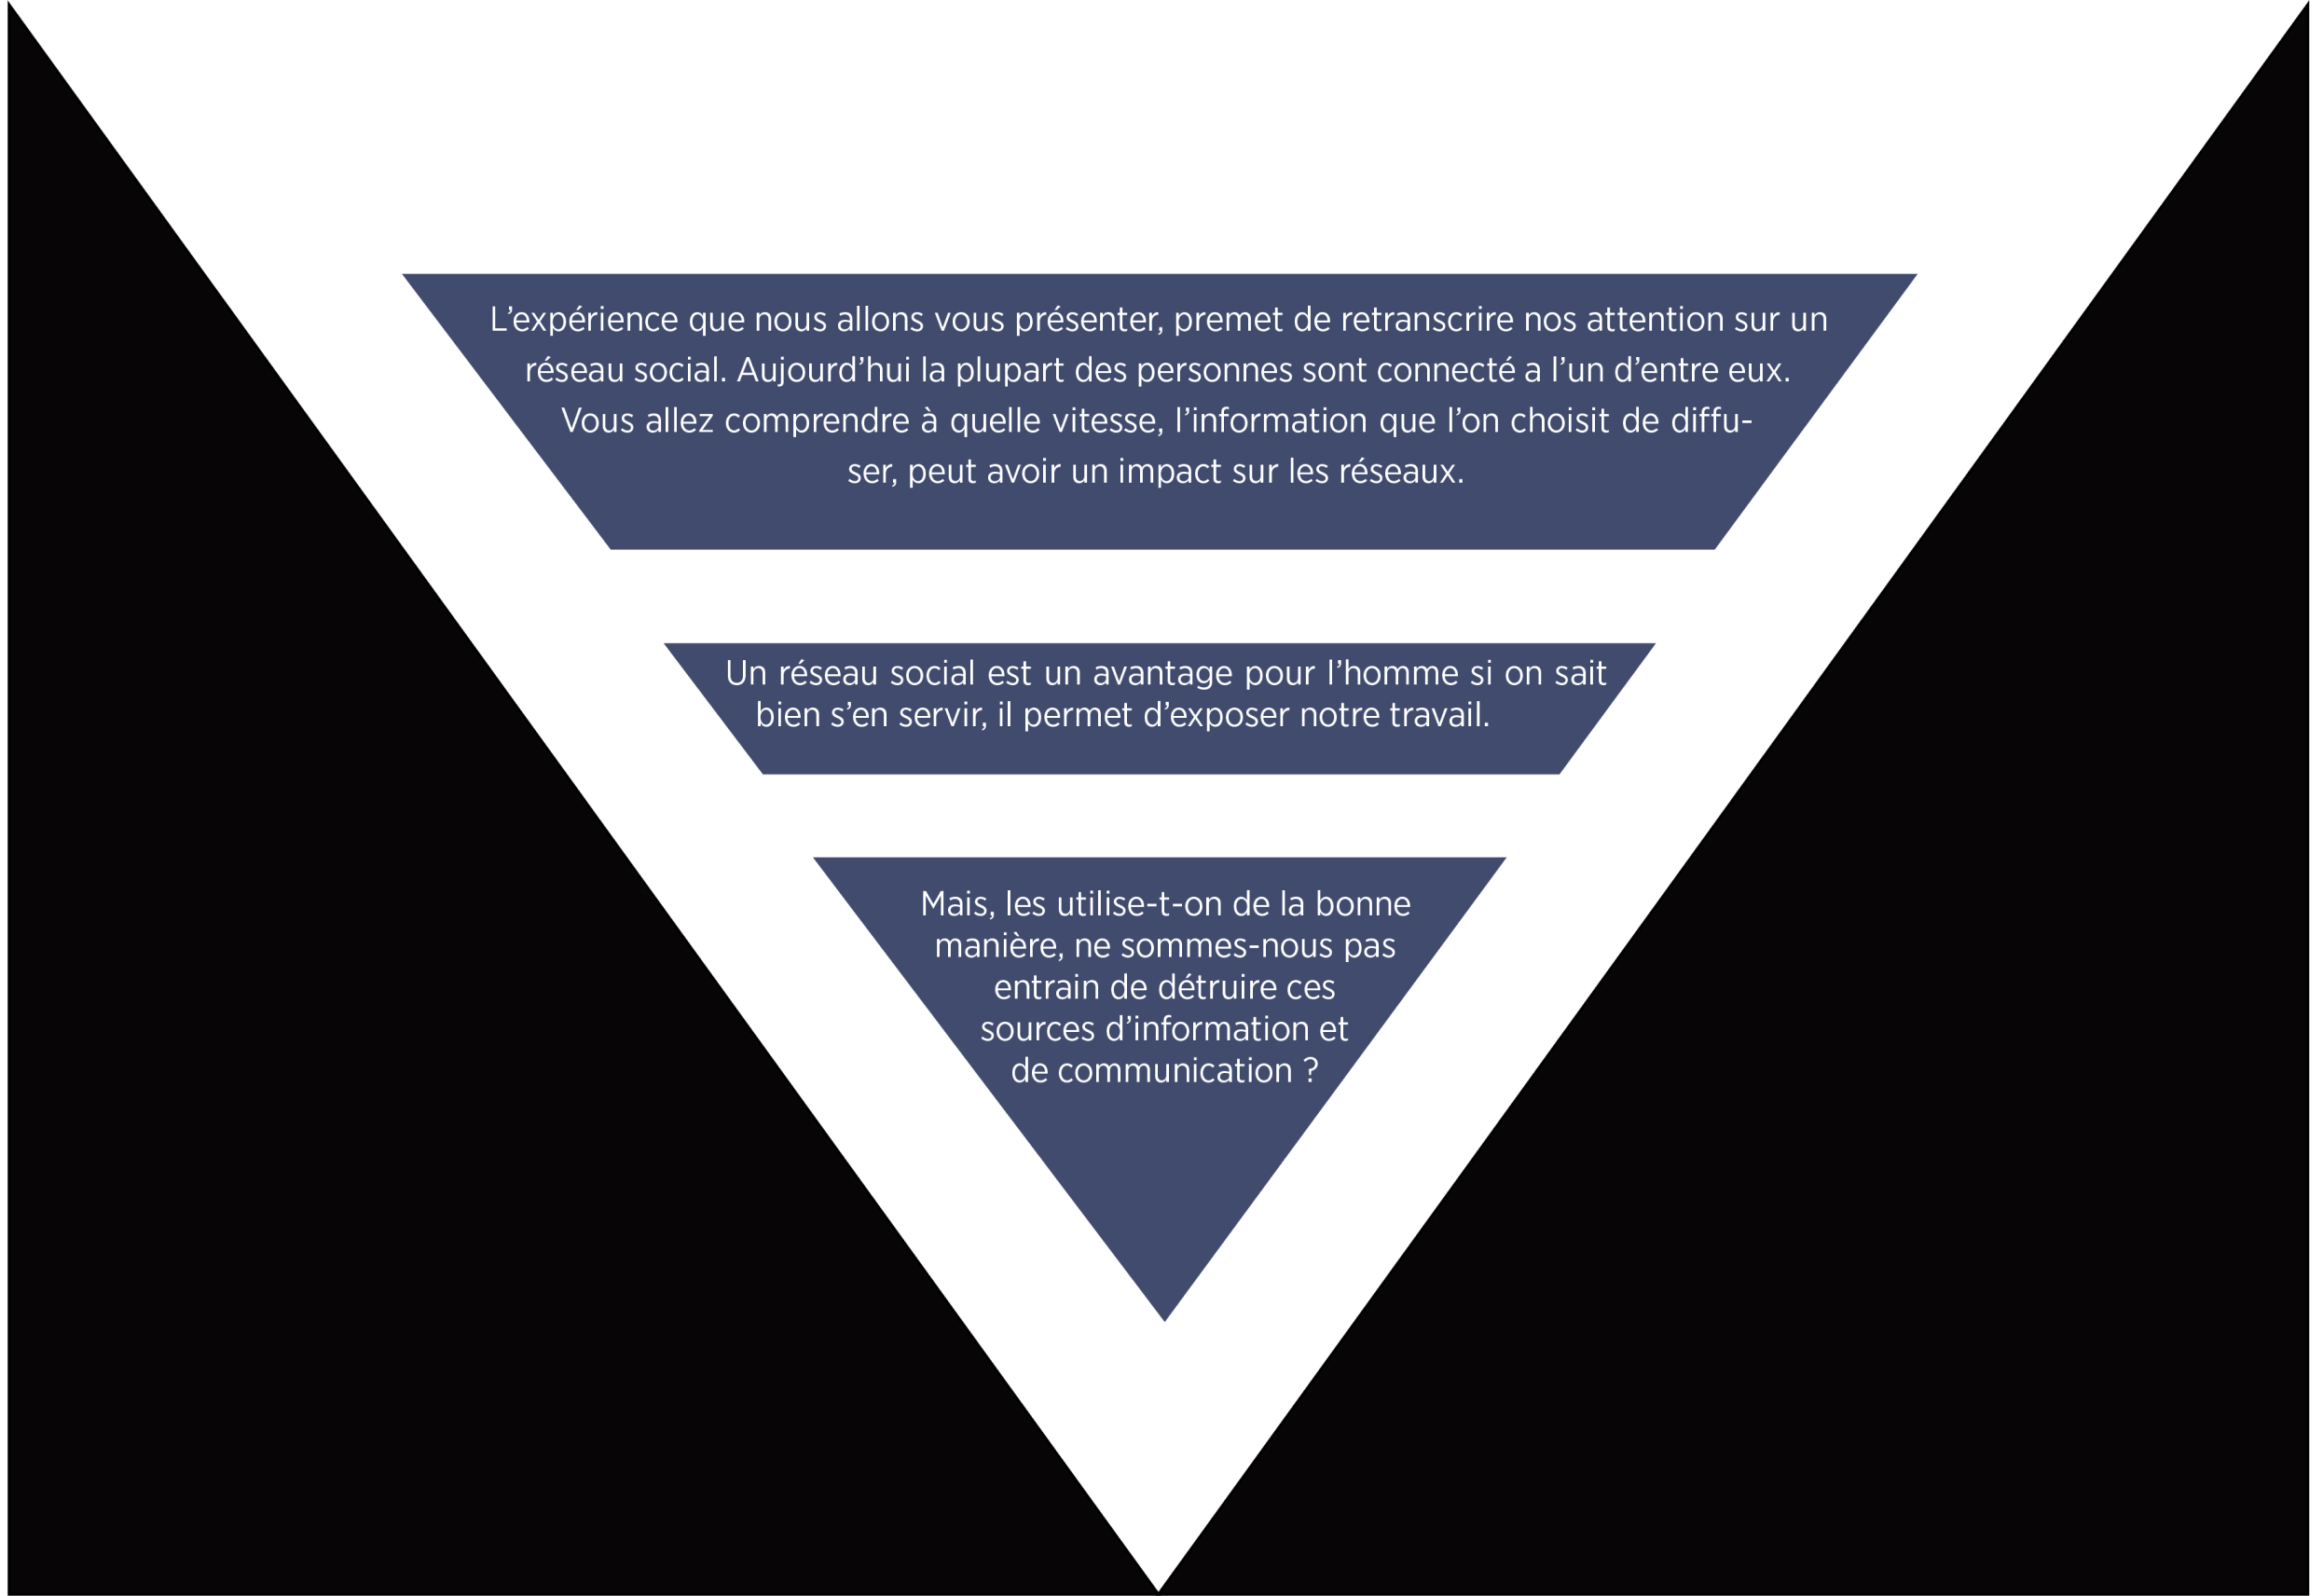 L’expérience que nous allons vous présenter, premet de retranscrire nos attention sur un
réseau social. Aujourd’hui la plupart des personnes sont connecté a l’un d’entre eux.
Vous allez comprendre à quelle vitesse, l’information que l’on choisit de diffu-
ser, peut avoir un impact sur les réseaux.
Un réseau social est un avantage pour l’homme si on sait
bien s’en servir, il permet d’exposer notre travail.
Mais, les utilise-t-on de la bonne
manière, ne sommes-nous pas
entrain de détruire ces
sources d’information et
de communication ?